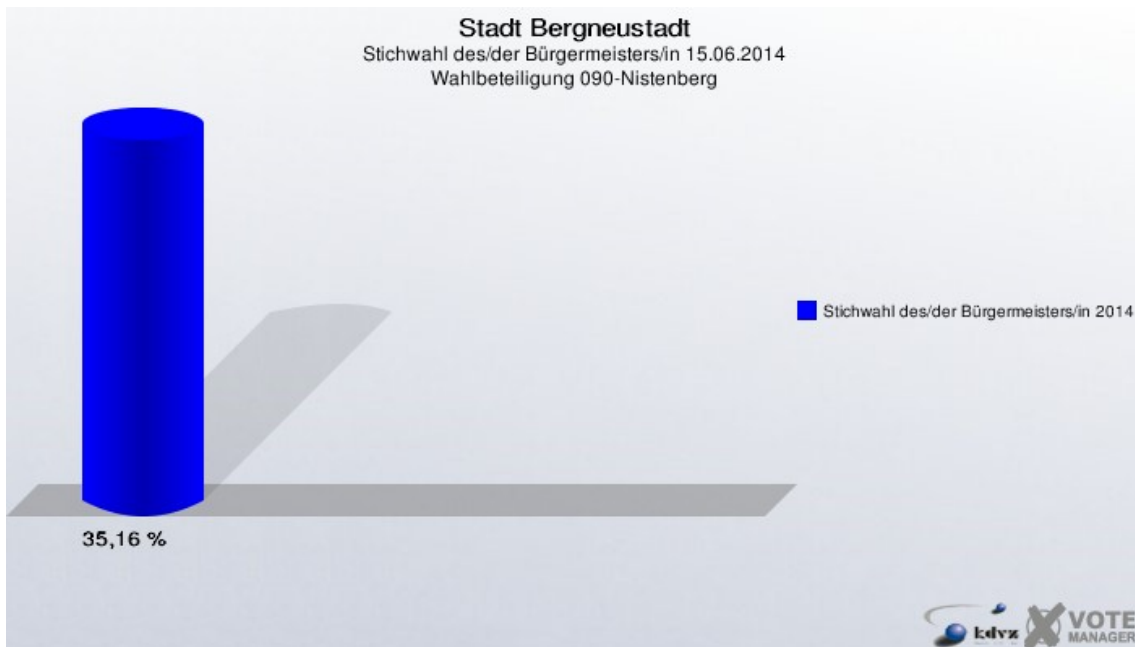 Stadt Bergneustadt
Stichwahl des/der Bürgermeisters/in 15.06.2014
Wahlbeteiligung 090-Nistenberg
Stichwahl des/der Bürgermeisters/in 2014
35,16 %
kdvz
VOTE
MANAGER